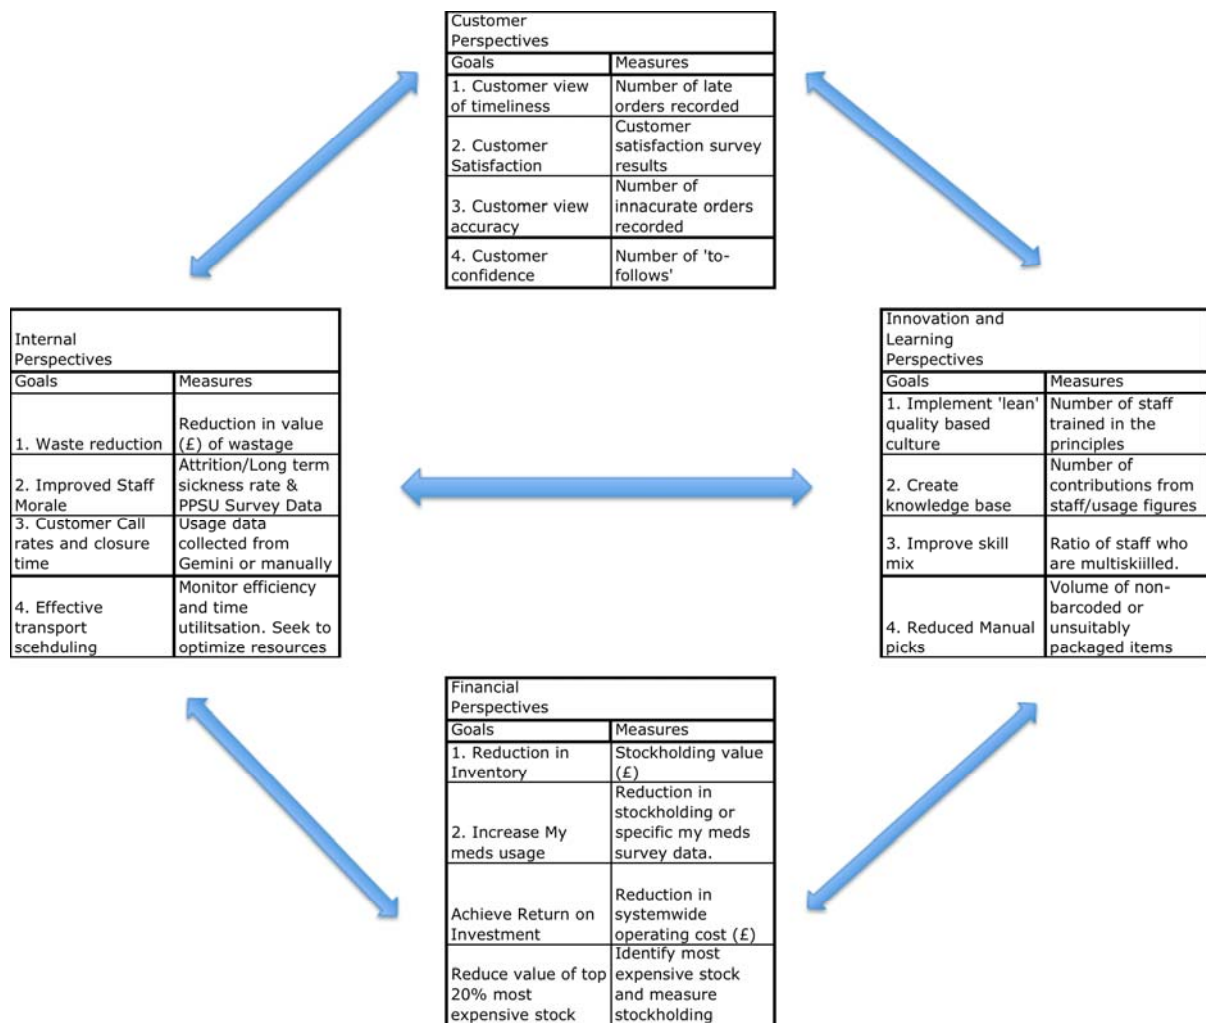 Customer
Perspectives
Goals
Measures
1. Customer view
of timeliness
Number of late
orders recorded
2. Customer
Satisfaction
Customer
satisfaction survey
results
3. Customer view
accuracy
Number of
innacurate orders
recorded
4. Customer
confidence
Number of 'to-
follows'
Internal
Perspectives
Goals
Measures
1. Waste reduction
Reduction in value
(£) of wastage
2. Improved Staff
Morale
Attrition/Long term
sickness rate &
PPSU Survey Data
3. Customer Call
rates and closure
time
Usage data
collected from
Gemini or manually
4. Effective
transport
scehduling
Monitor efficiency
and time
utilitsation. Seek to
optimize resources
Innovation and
Learning
Perspectives
Goals
Measures
1. Implement 'lean'
quality based
culture
Number of staff
trained in the
principles
2. Create
knowledge base
Number of
contributions from
staff/usage figures
3. Improve skill
mix
Ratio of staff who
are multiskiilled.
4. Reduced Manual
picks
Volume of non-
barcoded or
unsuitably
packaged items
Financial
Perspectives
Goals
Measures
1. Reduction in
Inventory
Stockholding value
(£)
2. Increase My
meds usage
Reduction in
stockholding or
specific my meds
survey data.
Achieve Return on
Investment
Reduction in
systemwide
operating cost (£)
Reduce value of top
20% most
expensive stock
Identify most
expensive stock
and measure
stockholding